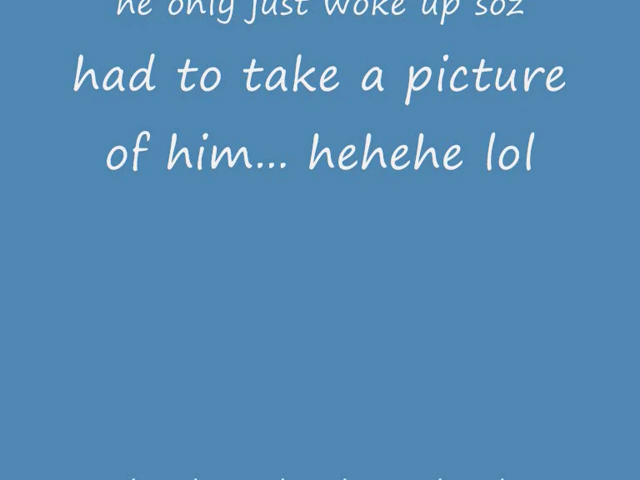 he only just woke up soz
had to take a picture
of him... hehehe lol